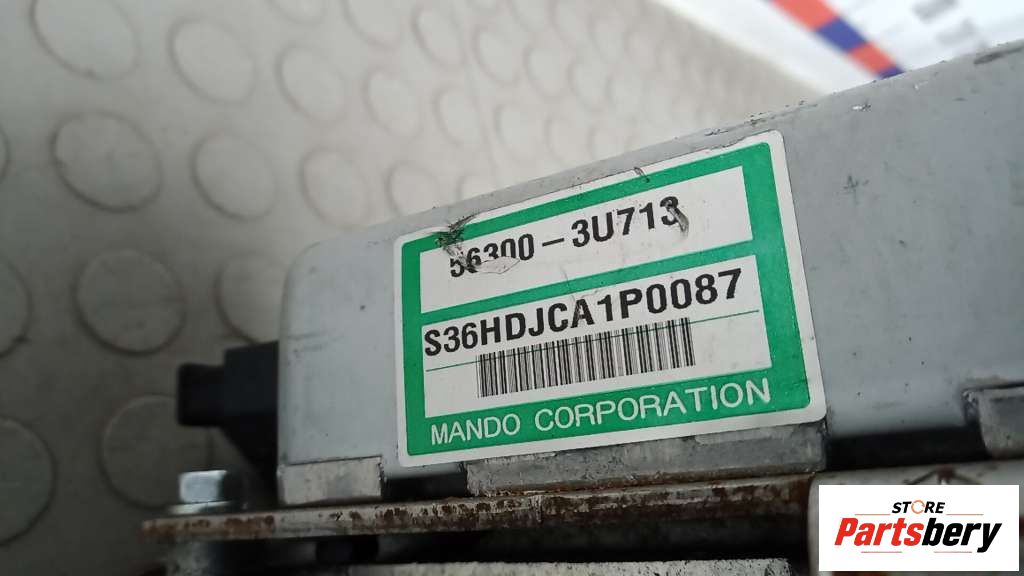 56300-3U713
S36HDJCA1P0087
MANDO CORPORATION
STORE
Partsbery